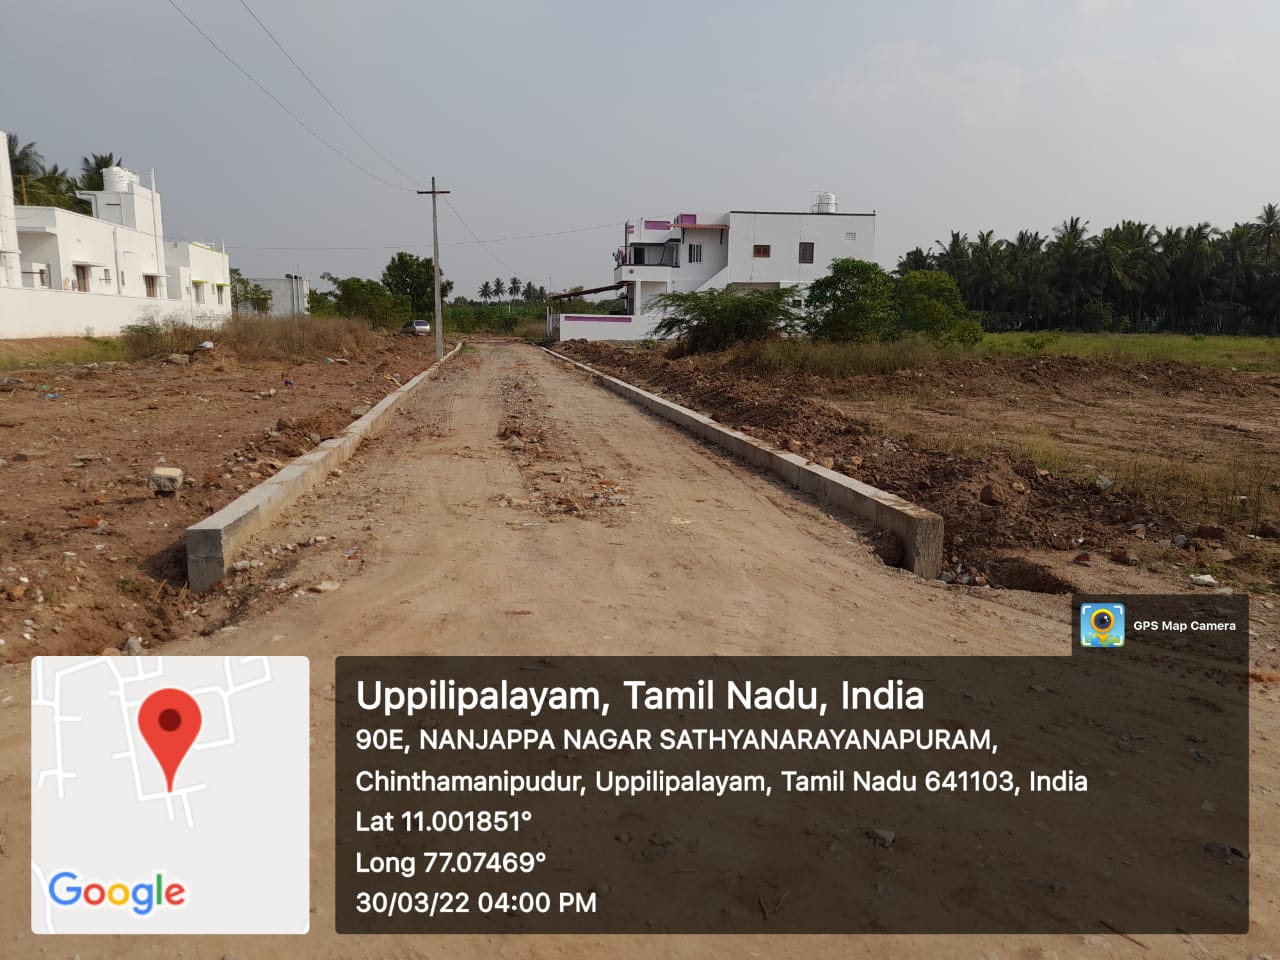 GPS Map Camera
Uppilipalayam, Tamil Nadu, India
90E, NANJAPPA NAGAR SATHYANARAYANAPURAM,
Chinthamanipudur, Uppilipalayam, Tamil Nadu 641103, India
Lat 11.001851°
Long 77.07469°
30/03/22 04:00 PM
Google